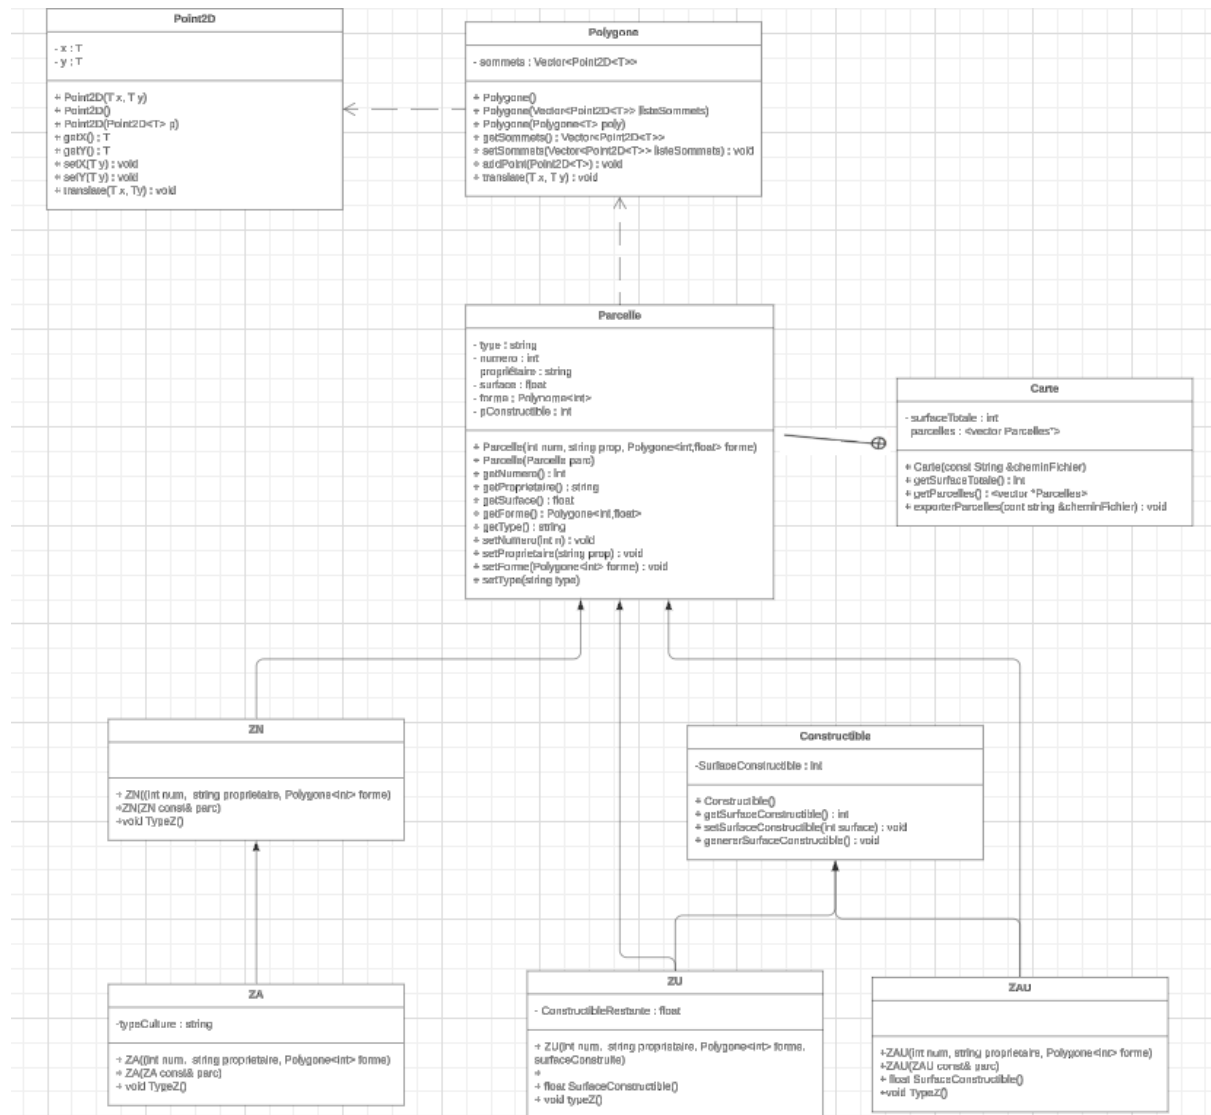 Point2D
- x : T
- y : T
+ Point2D(T x, T y)
+ Point2D()
+ Point2D(Point2D<T> p)
+ getX() : T
+ getY() : T
+ setX(T y) : void
+ setY(T y) : void
+ translate(T x, Ty) : void
Polygone
- sommets : Vector<Point2D<T>>
+ Polygone()
+ Polygone(Vector<Point2D<T>> listeSommets)
+ Polygone(Polygone<T> poly)
+ getSommets() : Vector<Point2D<T>>
+ setSommets(Vector<Point2D<T>> listeSommets) : void
+ addPoint(Point2D<T>) : void
+ translate(T x, T y) : void
Parcelle
- type : string
- numero : int
propriétaire : string
- surface : float
- forme : Polynome<int>
- pConstructible : int
+ Parcelle(int num, string prop, Polygone<int,float> forme)
+ Parcelle(Parcelle parc)
+ getNumero() : int
+ getProprietaire() : string
+ getSurface() : float
+ getForme() : Polygone<int,float>
+ getType() : string
+ setNumero(int n) : void
+ setProprietaire(string prop) : void
+ setForme(Polygone<int> forme) : void
+ setType(string type)
Carte
- surfaceTotale : int
parcelles : <vector Parcelles*>
+ Carte(const String &cheminFichier)
+ getSurfaceTotale() : int
+ getParcelles() : <vector *Parcelles>
+ exporterParcelles(cont string &cheminFichier) : void
ZN
+ ZN((int num, string proprietaire, Polygone<int> forme)
+ZN(ZN const& parc)
+void TypeZ()
Constructible
-SurfaceConstructible : int
+ Constructible()
+ getSurfaceConstructible() : int
+ setSurfaceConstructible(int surface) : void
+ genererSurfaceConstructible() : void
ZA
-typeCulture : string
+ ZA((int num, string proprietaire, Polygone<int> forme)
+ ZA(ZA const& parc)
+ void TypeZ()
ZU
- ConstructibleRestante : float
+ ZU(int num, string proprietaire, Polygone<int> forme,
surfaceConstruite)
+
+ float SurfaceConstructible()
+ void typeZ()
ZAU
+ZAU(int num, string proprietaire, Polygone<int> forme)
+ZAU(ZAU const& parc)
+ float SurfaceConstructible()
+void TypeZ()